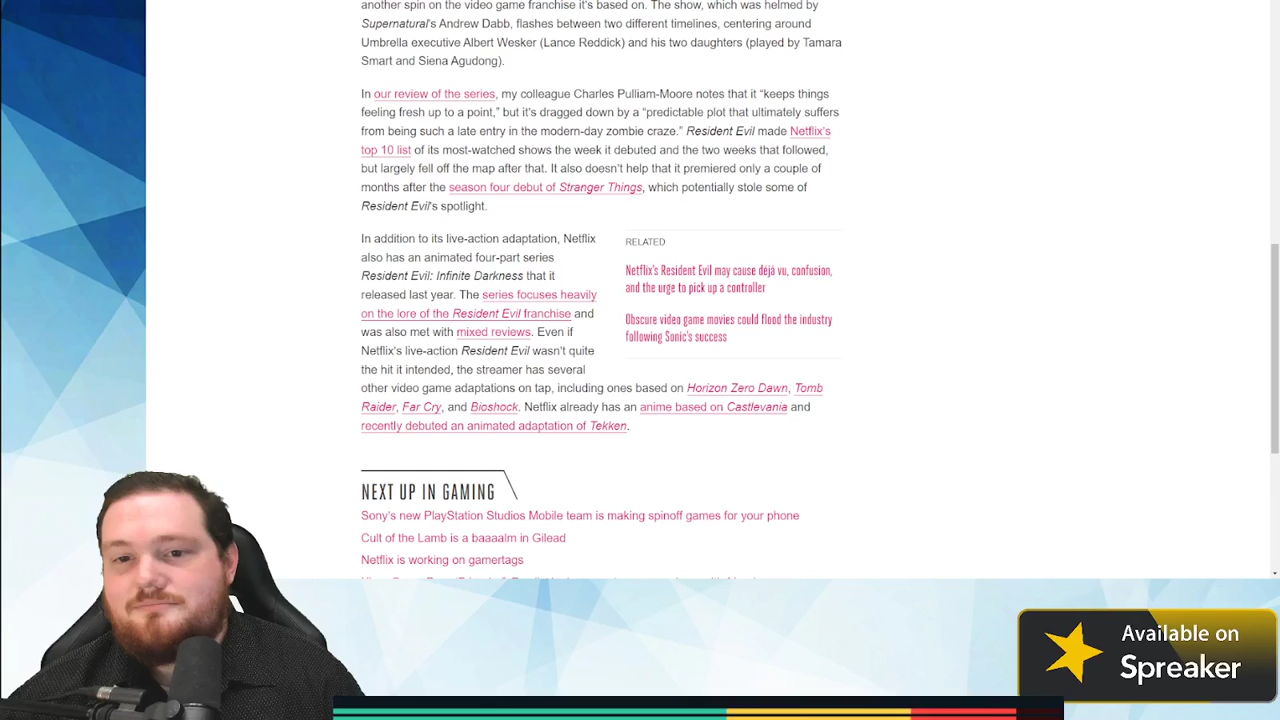 another spin on the video game franchise it's based on. The show, which was helmed by
Supernatural's Andrew Dabb, flashes between two different timelines, centering around
Umbrella executive Albert Wesker (Lance Reddick) and his two daughters (played by Tamara
Smart and Siena Agudong).
In our review of the series, my colleague Charles Pulliam-Moore notes that it “keeps things
feeling fresh up to a point,” but it's dragged down by a “predictable plot that ultimately suffers
from being such a late entry in the modern-day zombie craze.” Resident Evil made Netflix's
top 10 list of its most-watched shows the week it debuted and the two weeks that followed,
but largely fell off the map after that. It also doesn't help that it premiered only a couple of
months after the season four debut of Stranger Things, which potentially stole some of
Resident Evil's spotlight.
In addition to its live-action adaptation, Netflix
also has an animated four-part series
Resident Evil: Infinite Darkness that it
released last year. The series focuses heavily
on the lore of the Resident Evil franchise and
was also met with mixed reviews. Even if
Netflix's live-action Resident Evil wasn't quite
the hit it intended, the streamer has several
other video game adaptations on tap, including ones based on Horizon Zero Dawn, Tomb
Raider, Far Cry, and Bioshock. Netflix already has an anime based on Castlevania and
recently debuted an animated adaptation of Tekken.
RELATED
Netflix's Resident Evil may cause déjà vu, confusion,
and the urge to pick up a controller
Obscure video game movies could flood the industry
following Sonic's success
NEXT UP IN GAMING
Sony's new PlayStation Studios Mobile team is making spinoff games for your phone
Cult of the Lamb is a baaaalm in Gilead
Netflix is working on gamertags
Available on
Spreaker